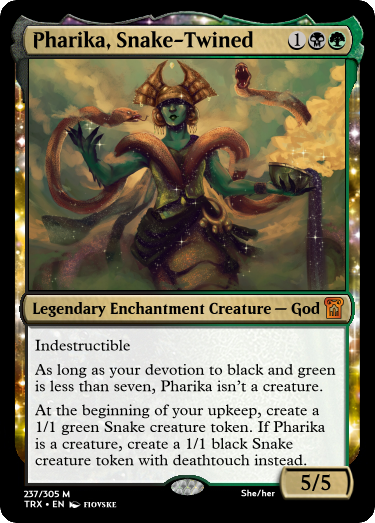 Pharika, Snake-Twined 1
Legendary Enchantment Creature — God
Indestructible
As long as your devotion to black and green
is less than seven, Pharika isn't a creature.
At the beginning of your upkeep, create a
1/1 green Snake creature token. If Pharika
is a creature, create a 1/1 black Snake
creature token with deathtouch instead.
5/5
237/305 M
TRX • EN FIOVSKE
She/her